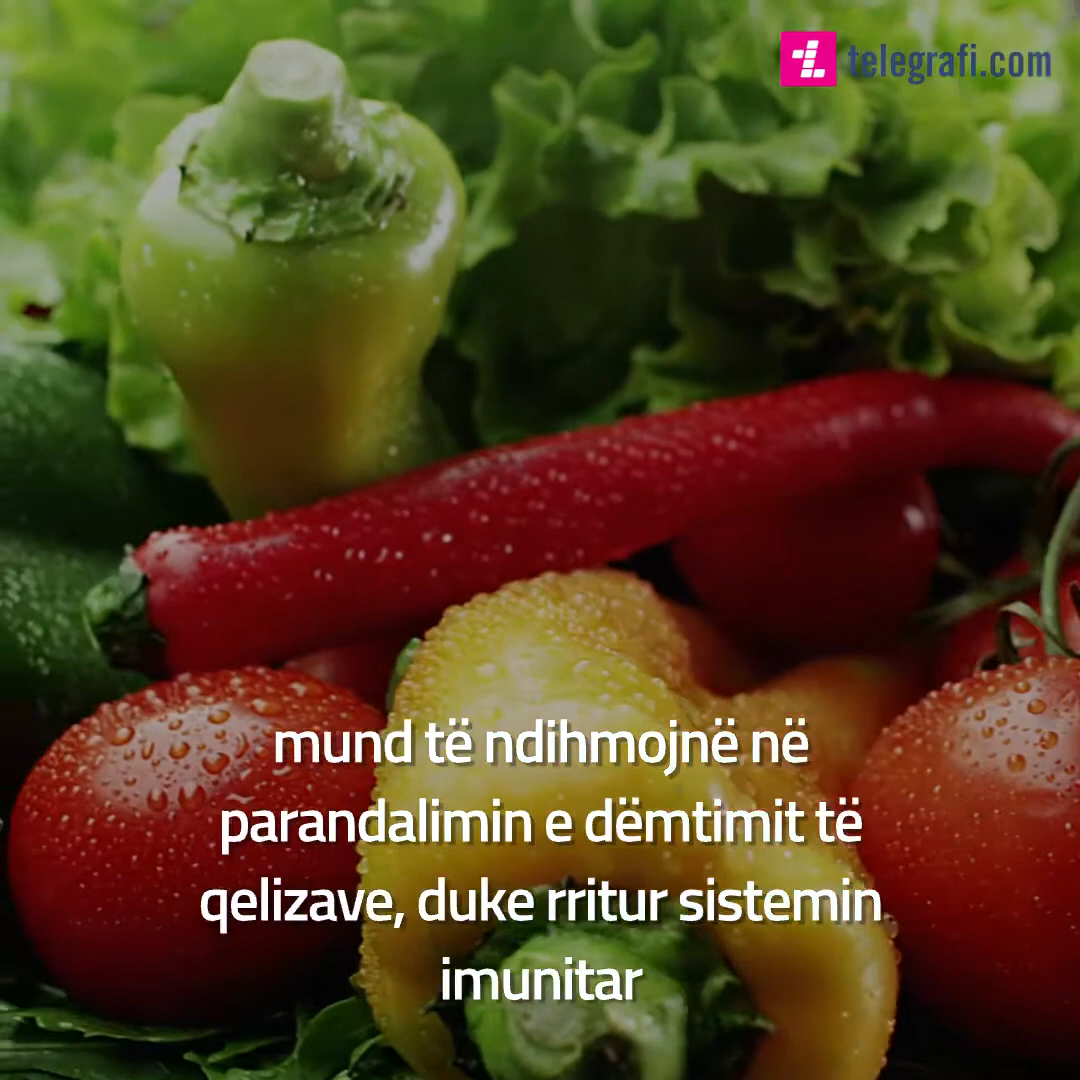 telegrafi.com
mund të ndihmojnë në
parandalimin e dëmtimit të
qelizave, duke rritur sistemin
imunitar